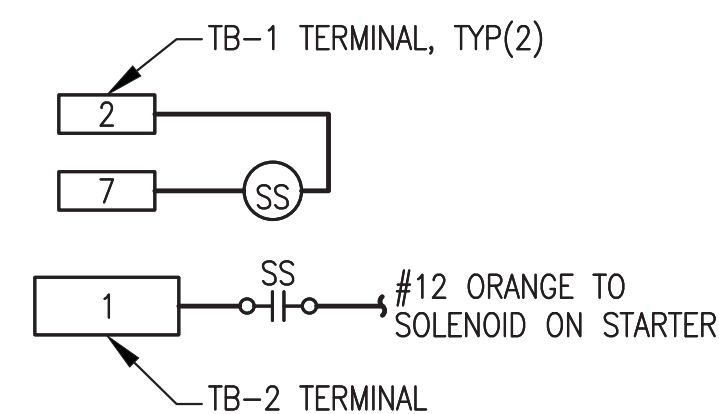 TB-1 TERMINAL, TYP(2)
2
7
SS
SS
1
#12 ORANGE TO
SOLENOID ON STARTER
TB-2 TERMINAL